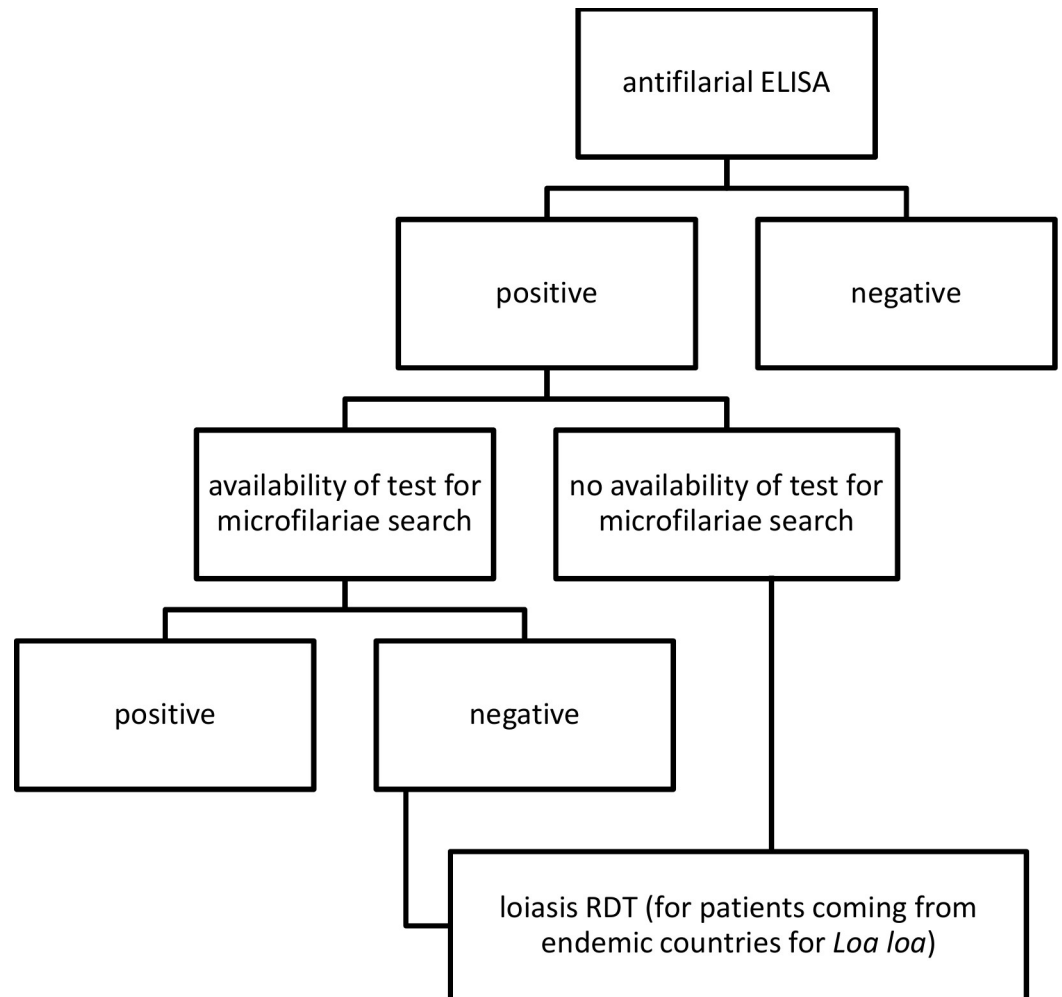 antifilarial ELISA
positive
negative
availability of test for
microfilariae search
no availability of test for
microfilariae search
positive
negative
loiasis RDT (for patients coming from
endemic countries for Loa loa)